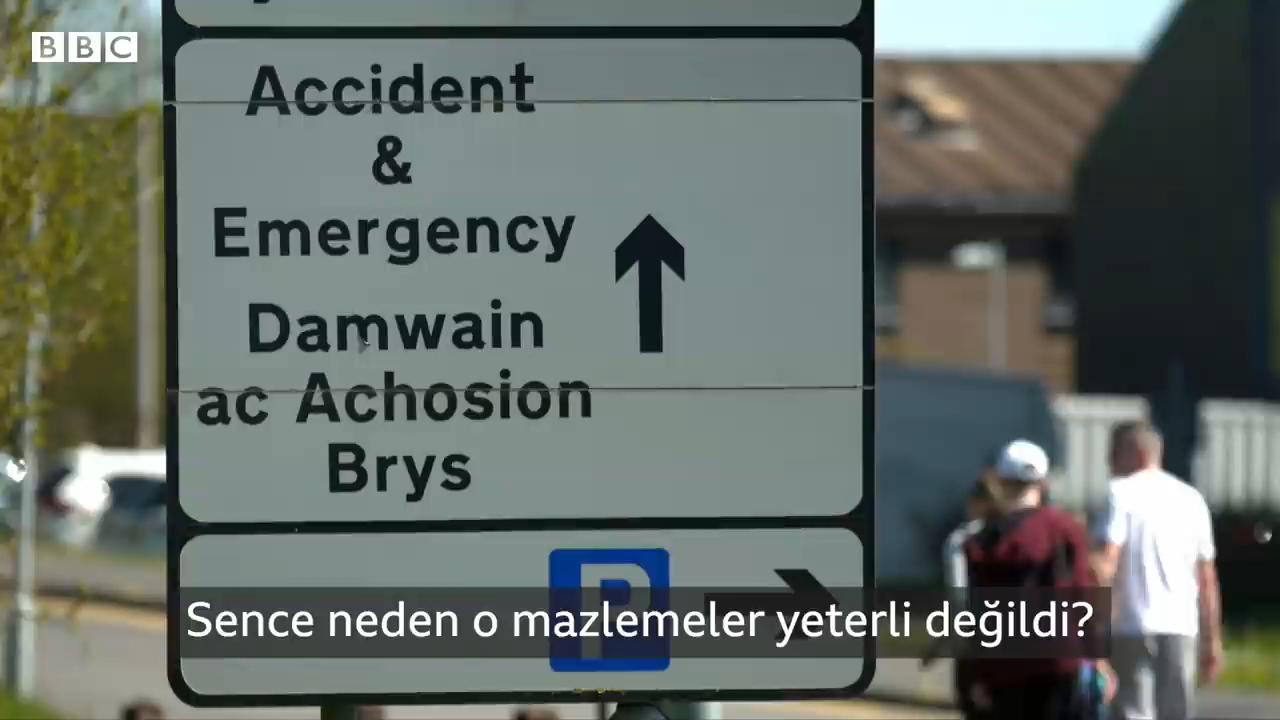 BBC
Accident
&
Emergency
Damwain
ac Achosion
Brys
P
Sence neden o mazlemeler yeterli değildi?